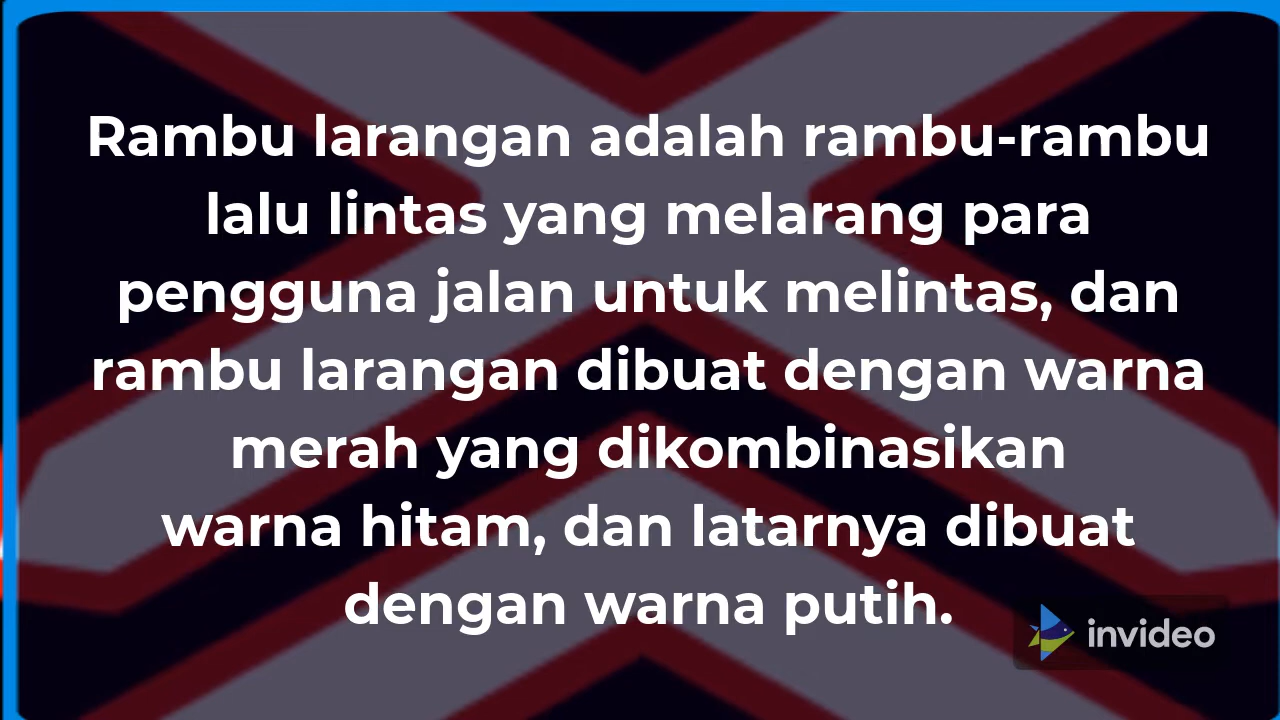 Rambu larangan adalah rambu-rambu
lalu lintas yang melarang para
pengguna jalan untuk melintas, dan
rambu larangan dibuat dengan warna
merah yang dikombinasikan
warna hitam, dan latarnya dibuat
dengan warna putih.
invideo